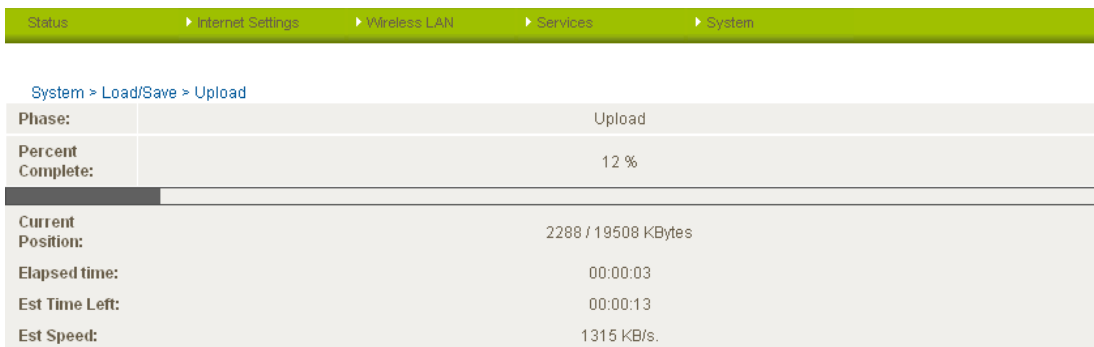 Status Internet Settings Wireless LAN Services System
System > Load/Save > Upload
Phase: Upload
Percent Complete: 12 %
Current Position: 2288 / 19508 KBytes
Elapsed time: 00:00:03
Est Time Left: 00:00:13
Est Speed: 1315 KB/s.